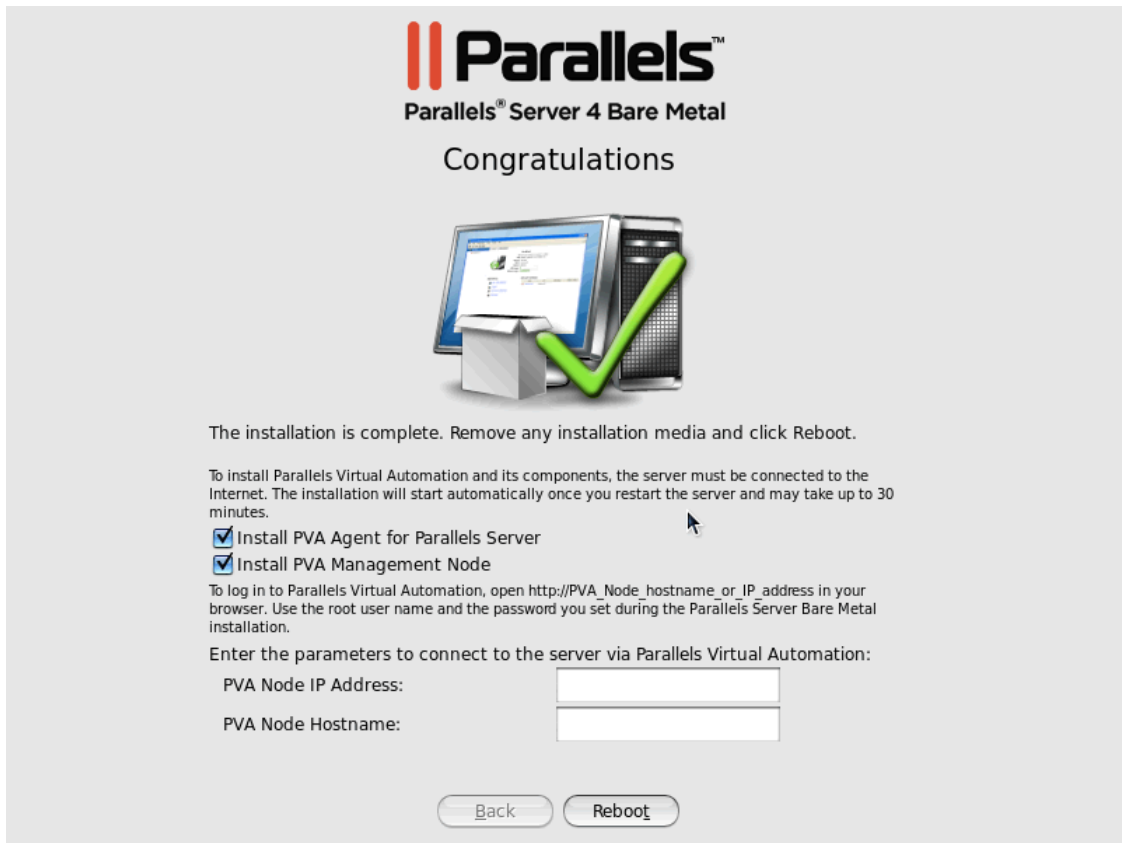 Parallels™
Parallels® Server 4 Bare Metal
Congratulations
The installation is complete. Remove any installation media and click Reboot.
To install Parallels Virtual Automation and its components, the server must be connected to the
Internet. The installation will start automatically once you restart the server and may take up to 30
minutes.
Install PVA Agent for Parallels Server
Install PVA Management Node
To log in to Parallels Virtual Automation, open http://PVA_Node_hostname_or_IP_address in your
browser. Use the root user name and the password you set during the Parallels Server Bare Metal
installation.
Enter the parameters to connect to the server via Parallels Virtual Automation:
PVA Node IP Address:
PVA Node Hostname:
Back
Reboot